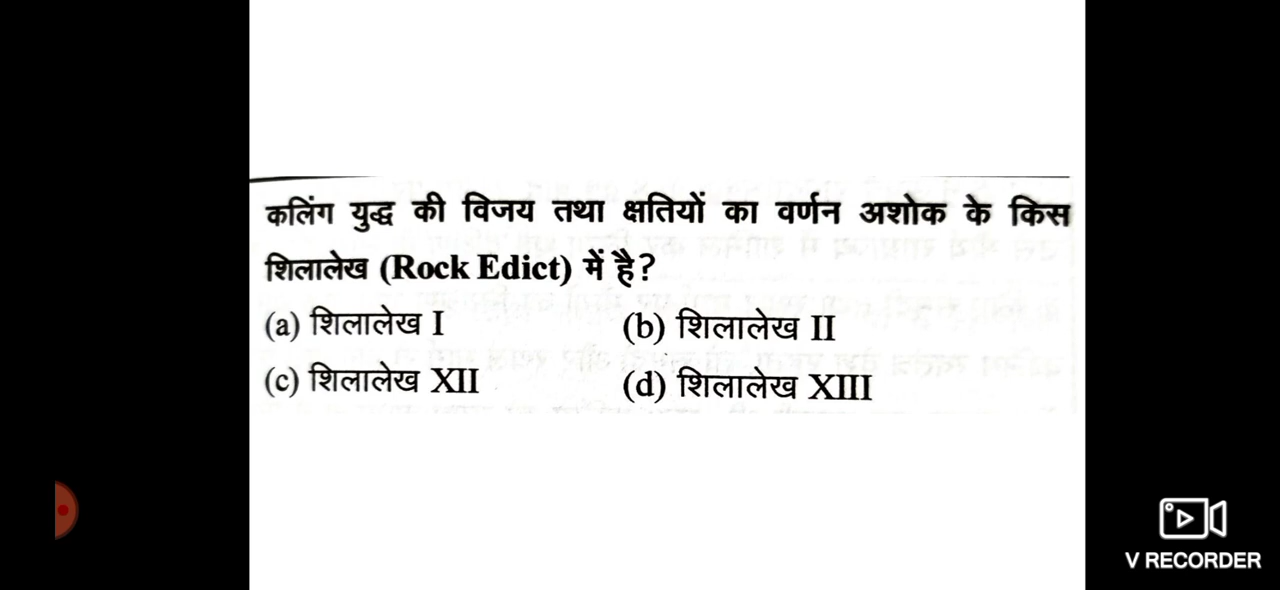 कलिंग युद्ध की विजय तथा क्षतियों का वर्णन अशोक के किस
शिलालेख (Rock Edict) में है?
(a) शिलालेख I (b) शिलालेख II
(c) शिलालेख XII (d) शिलालेख XIII
V RECORDER